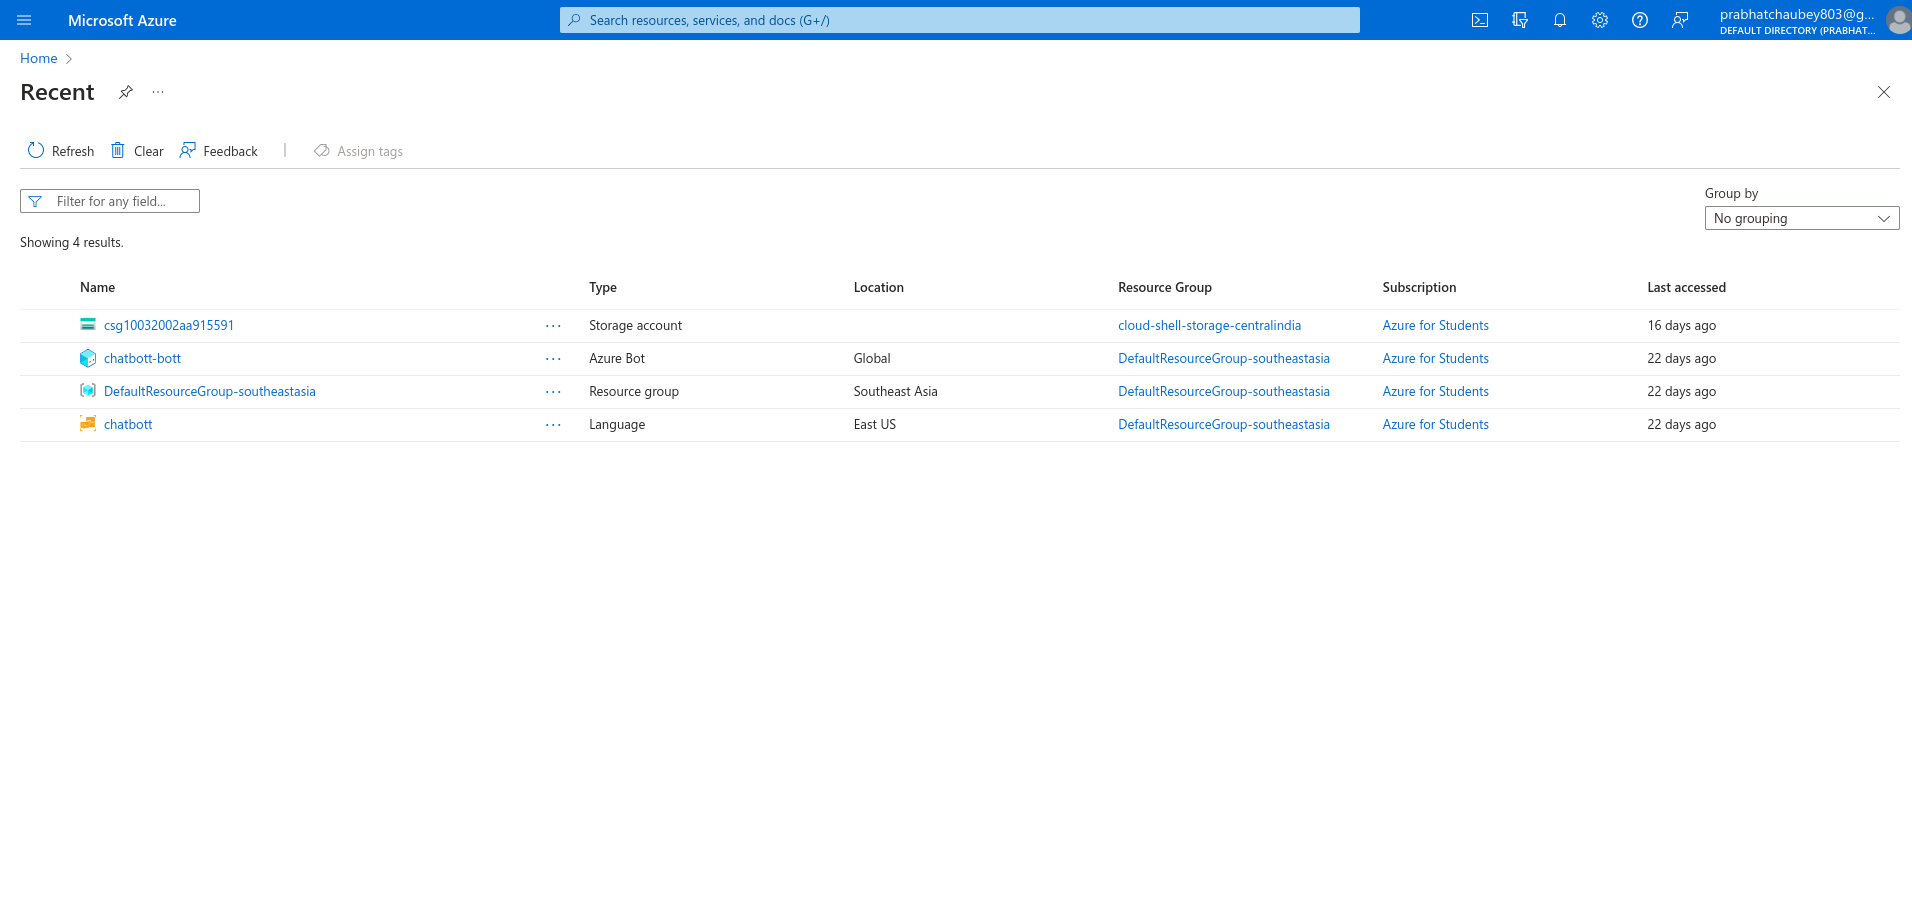 Microsoft Azure
Search resources, services, and docs (G+/)
prabhatchaubey803@g...
DEFAULT DIRECTORY (PRABHAT...
Home
Recent
Refresh Clear Feedback Assign tags
Filter for any field...
Group by
No grouping
Showing 4 results.
Name Type Location Resource Group Subscription Last accessed
csg10032002aa915591 ... Storage account cloud-shell-storage-centralindia Azure for Students 16 days ago
chatbott-bott ... Azure Bot Global DefaultResourceGroup-southeastasia Azure for Students 22 days ago
DefaultResourceGroup-southeastasia ... Resource group Southeast Asia DefaultResourceGroup-southeastasia Azure for Students 22 days ago
chatbott ... Language East US DefaultResourceGroup-southeastasia Azure for Students 22 days ago